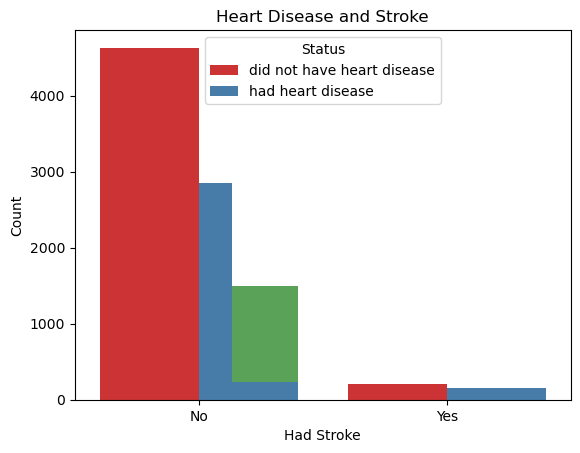 Heart Disease and Stroke
Status
did not have heart disease
had heart disease
4000
3000
2000
1000
0
Count
No
Yes
Had Stroke